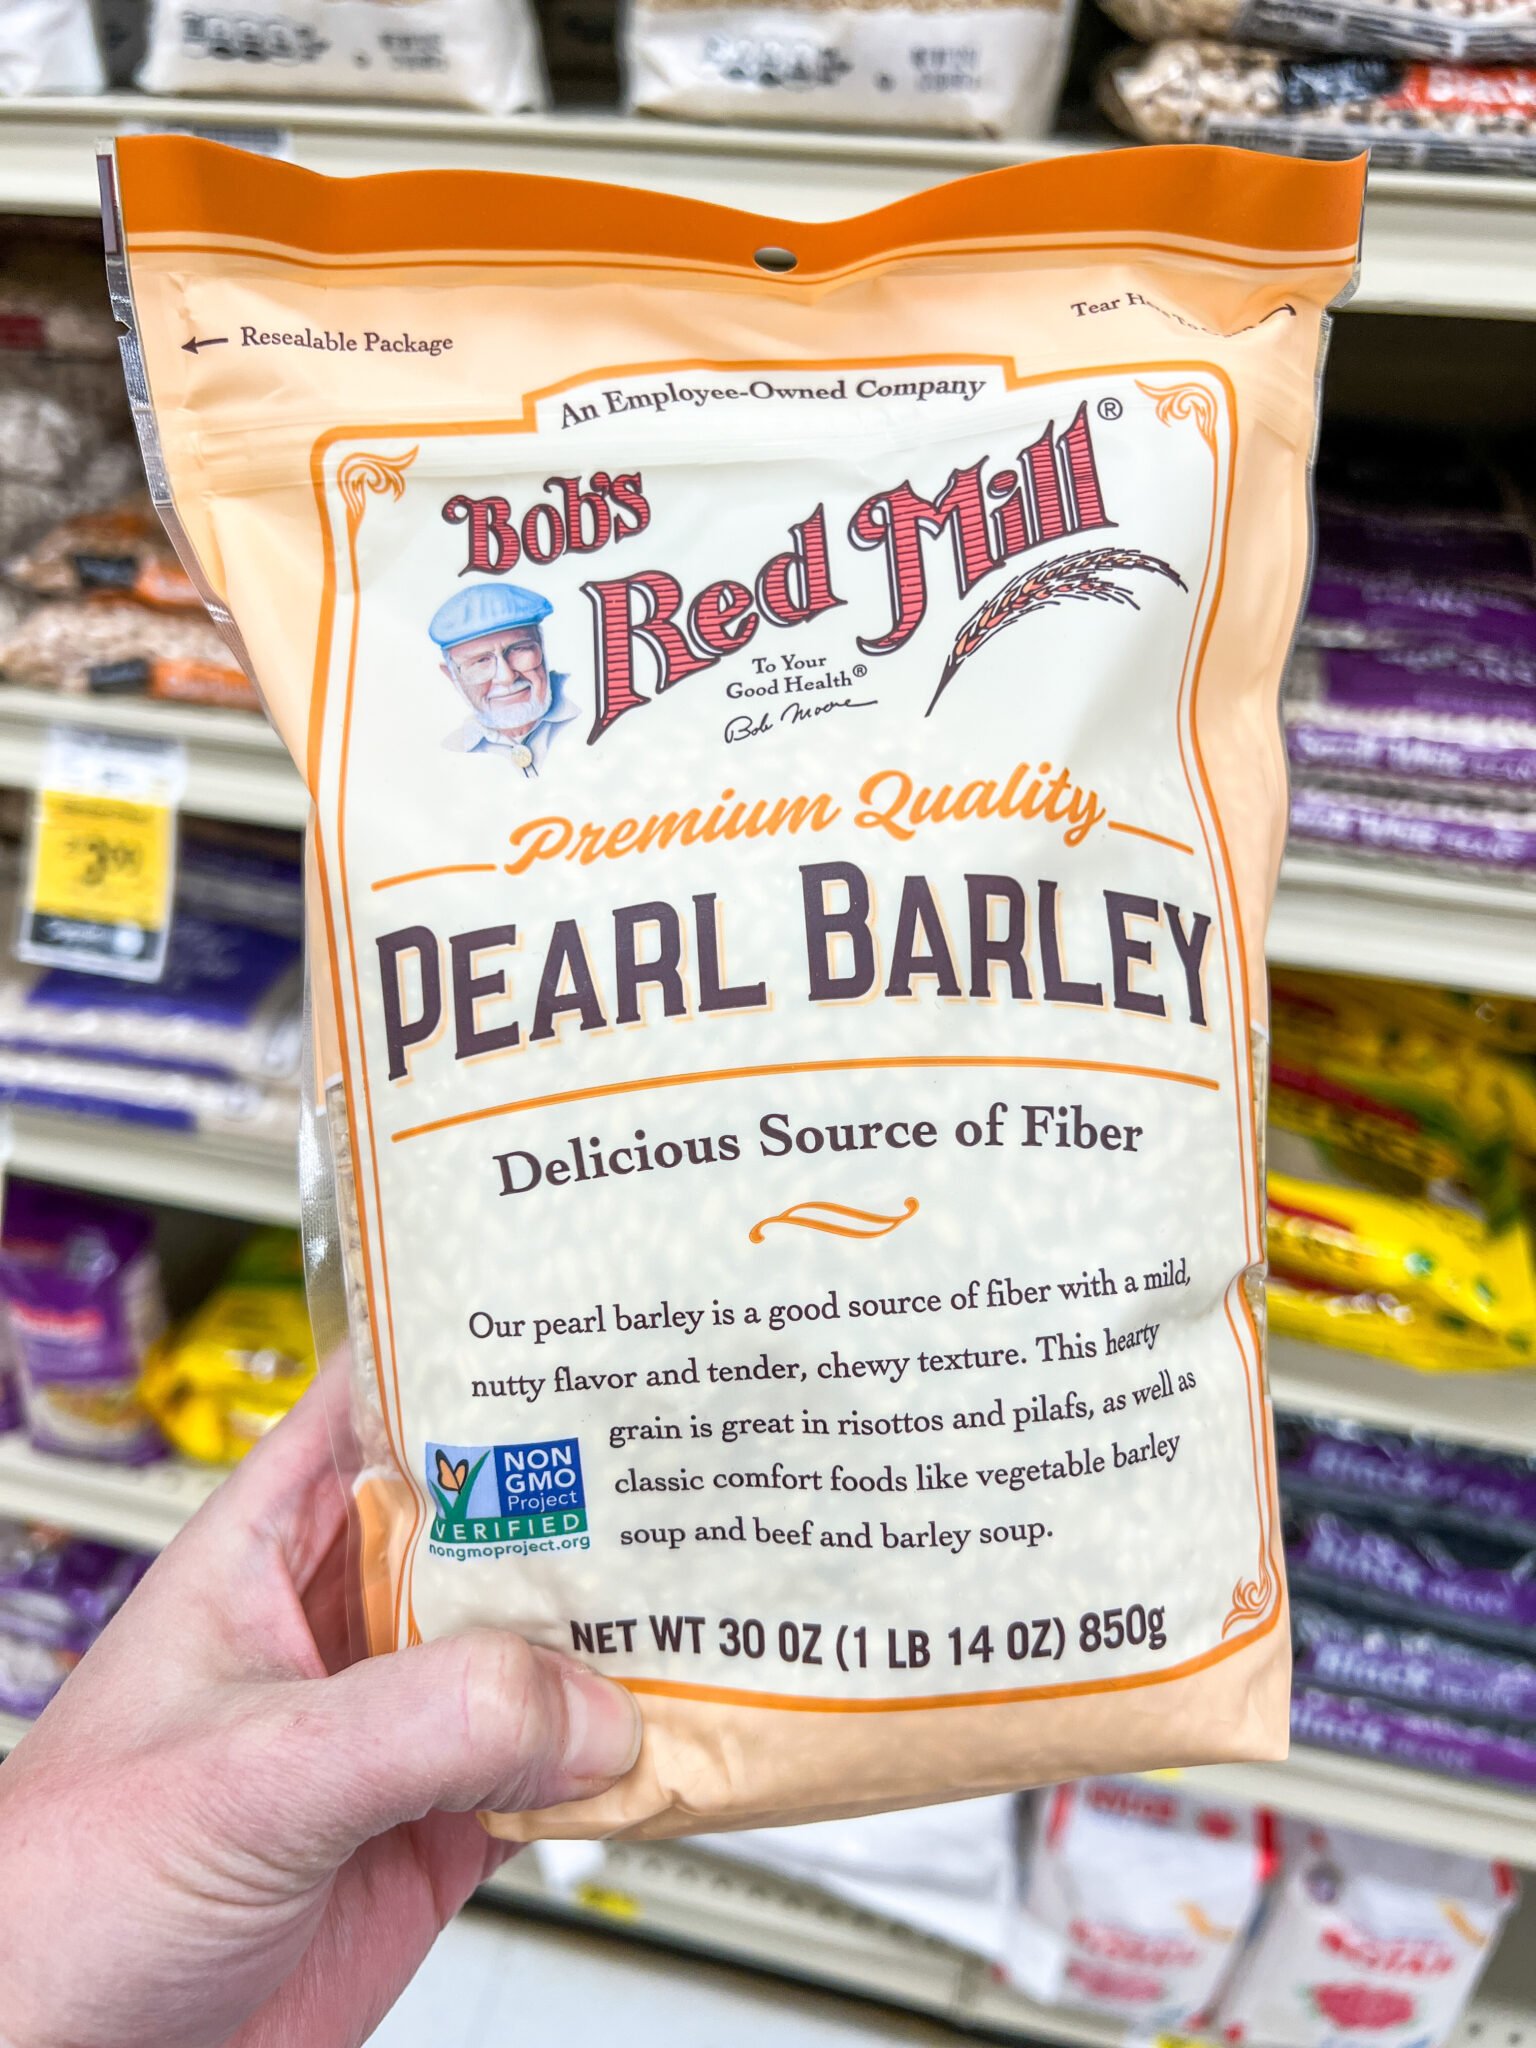 Resealable Package
Tear
An Employee-Owned Company
Bob's
Red Mill®
To Your
Good Health®
Bob Moore
Premium Quality
PEARL BARLEY
Delicious Source of Fiber
Our pearl barley is a good source of fiber with a mild,
nutty flavor and tender, chewy texture. This hearty
grain is great in risottos and pilafs, as well as
classic comfort foods like vegetable barley
soup and beef and barley soup.
NON
GMO
Project
VERIFIED
nongmoproject.org
NET WT 30 OZ (1 LB 14 OZ) 850g
Black